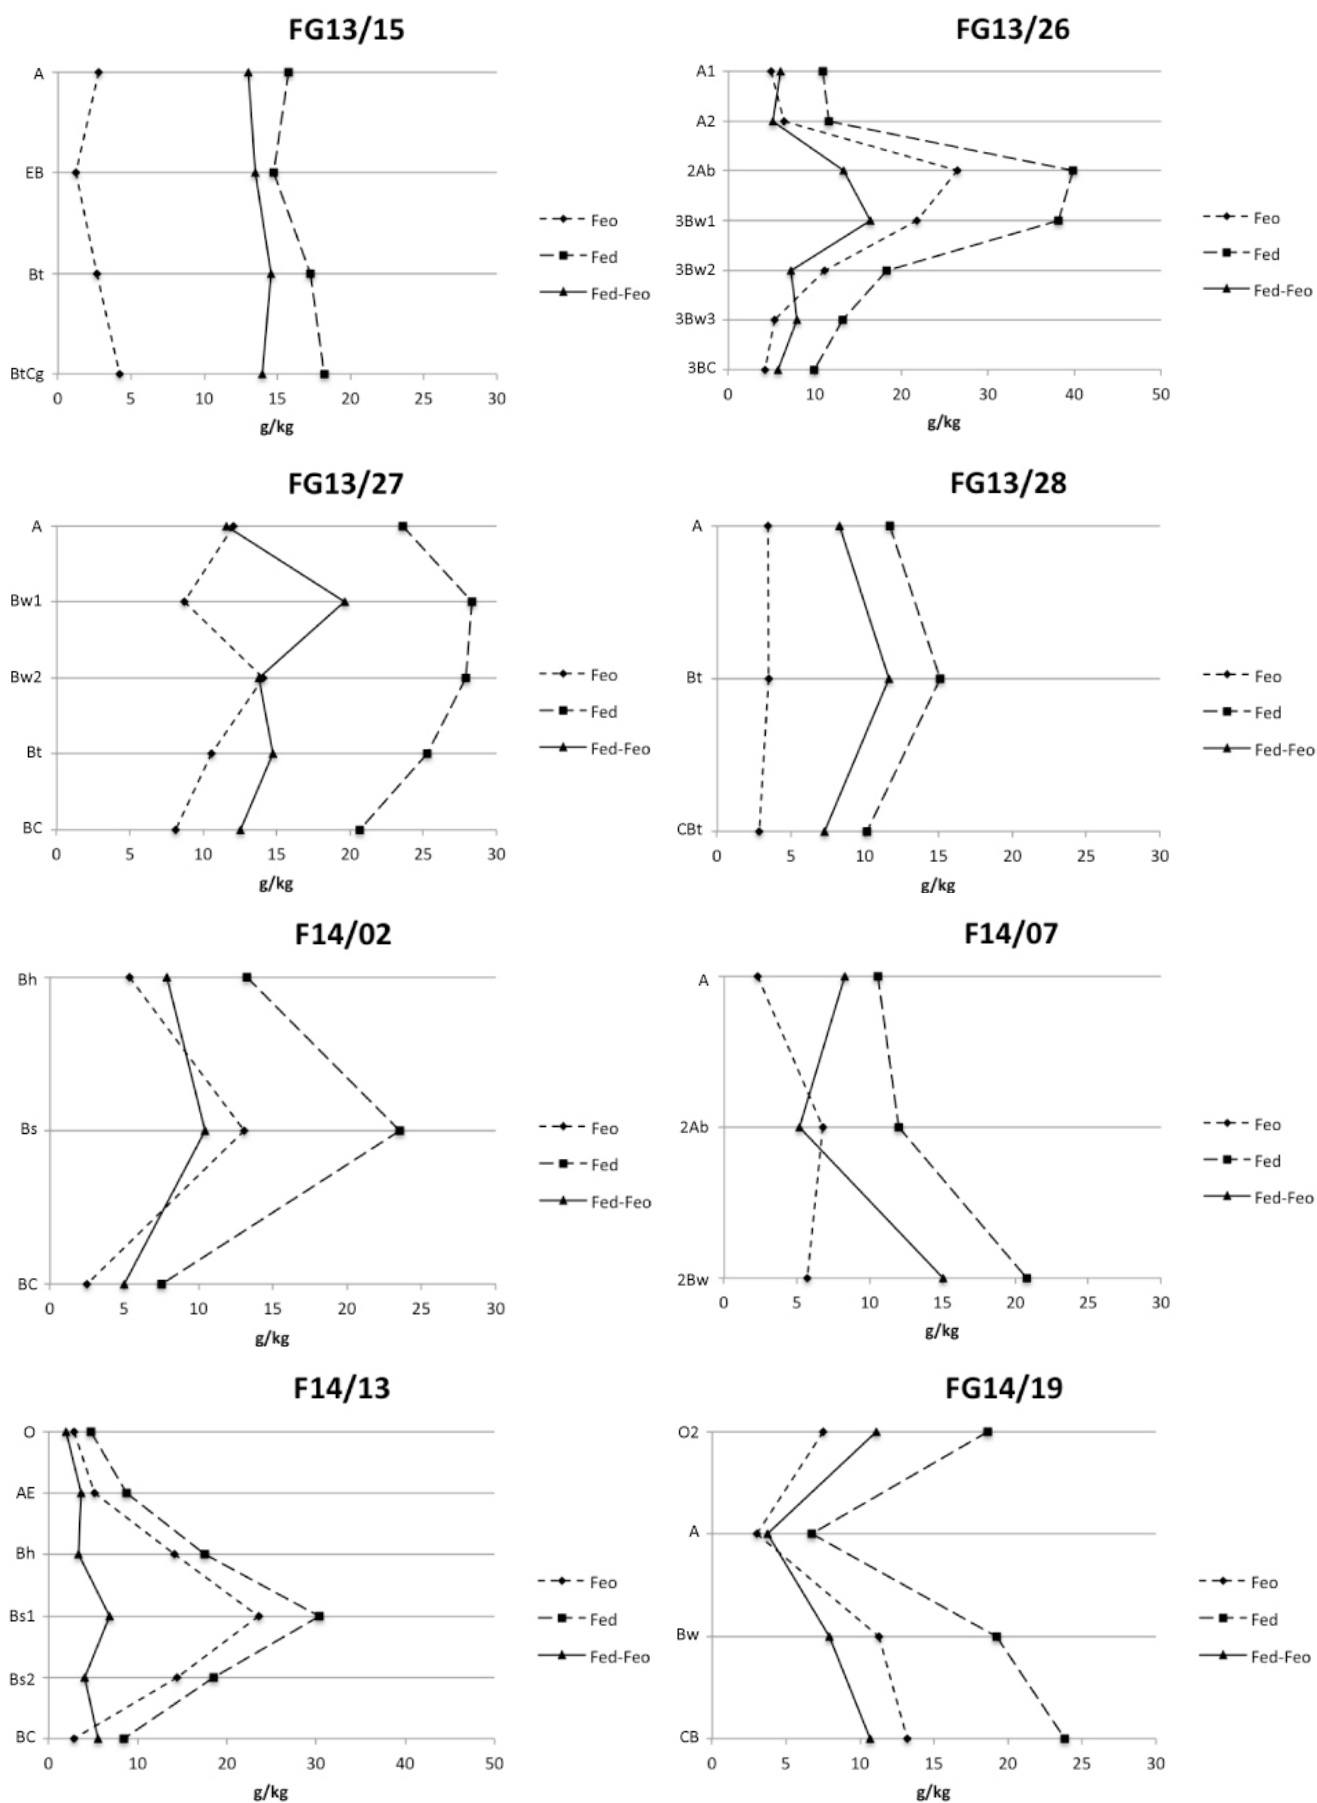 FG13/15
A
EB
Bt
BtCg
0 5 10 15 20 25 30
g/kg
Feo
Fed
Fed-Feo
FG13/26
A1
A2
2Ab
3Bw1
3Bw2
3Bw3
3BC
0 10 20 30 40 50
g/kg
Feo
Fed
Fed-Feo
FG13/27
A
Bw1
Bw2
Bt
BC
0 5 10 15 20 25 30
g/kg
Feo
Fed
Fed-Feo
FG13/28
A
Bt
CBt
0 5 10 15 20 25 30
g/kg
Feo
Fed
Fed-Feo
F14/02
Bh
Bs
BC
0 5 10 15 20 25 30
g/kg
Feo
Fed
Fed-Feo
F14/07
A
2Ab
2Bw
0 5 10 15 20 25 30
g/kg
Feo
Fed
Fed-Feo
F14/13
O
AE
Bh
Bs1
Bs2
BC
0 10 20 30 40 50
g/kg
Feo
Fed
Fed-Feo
FG14/19
O2
A
Bw
CB
0 5 10 15 20 25 30
g/kg
Feo
Fed
Fed-Feo